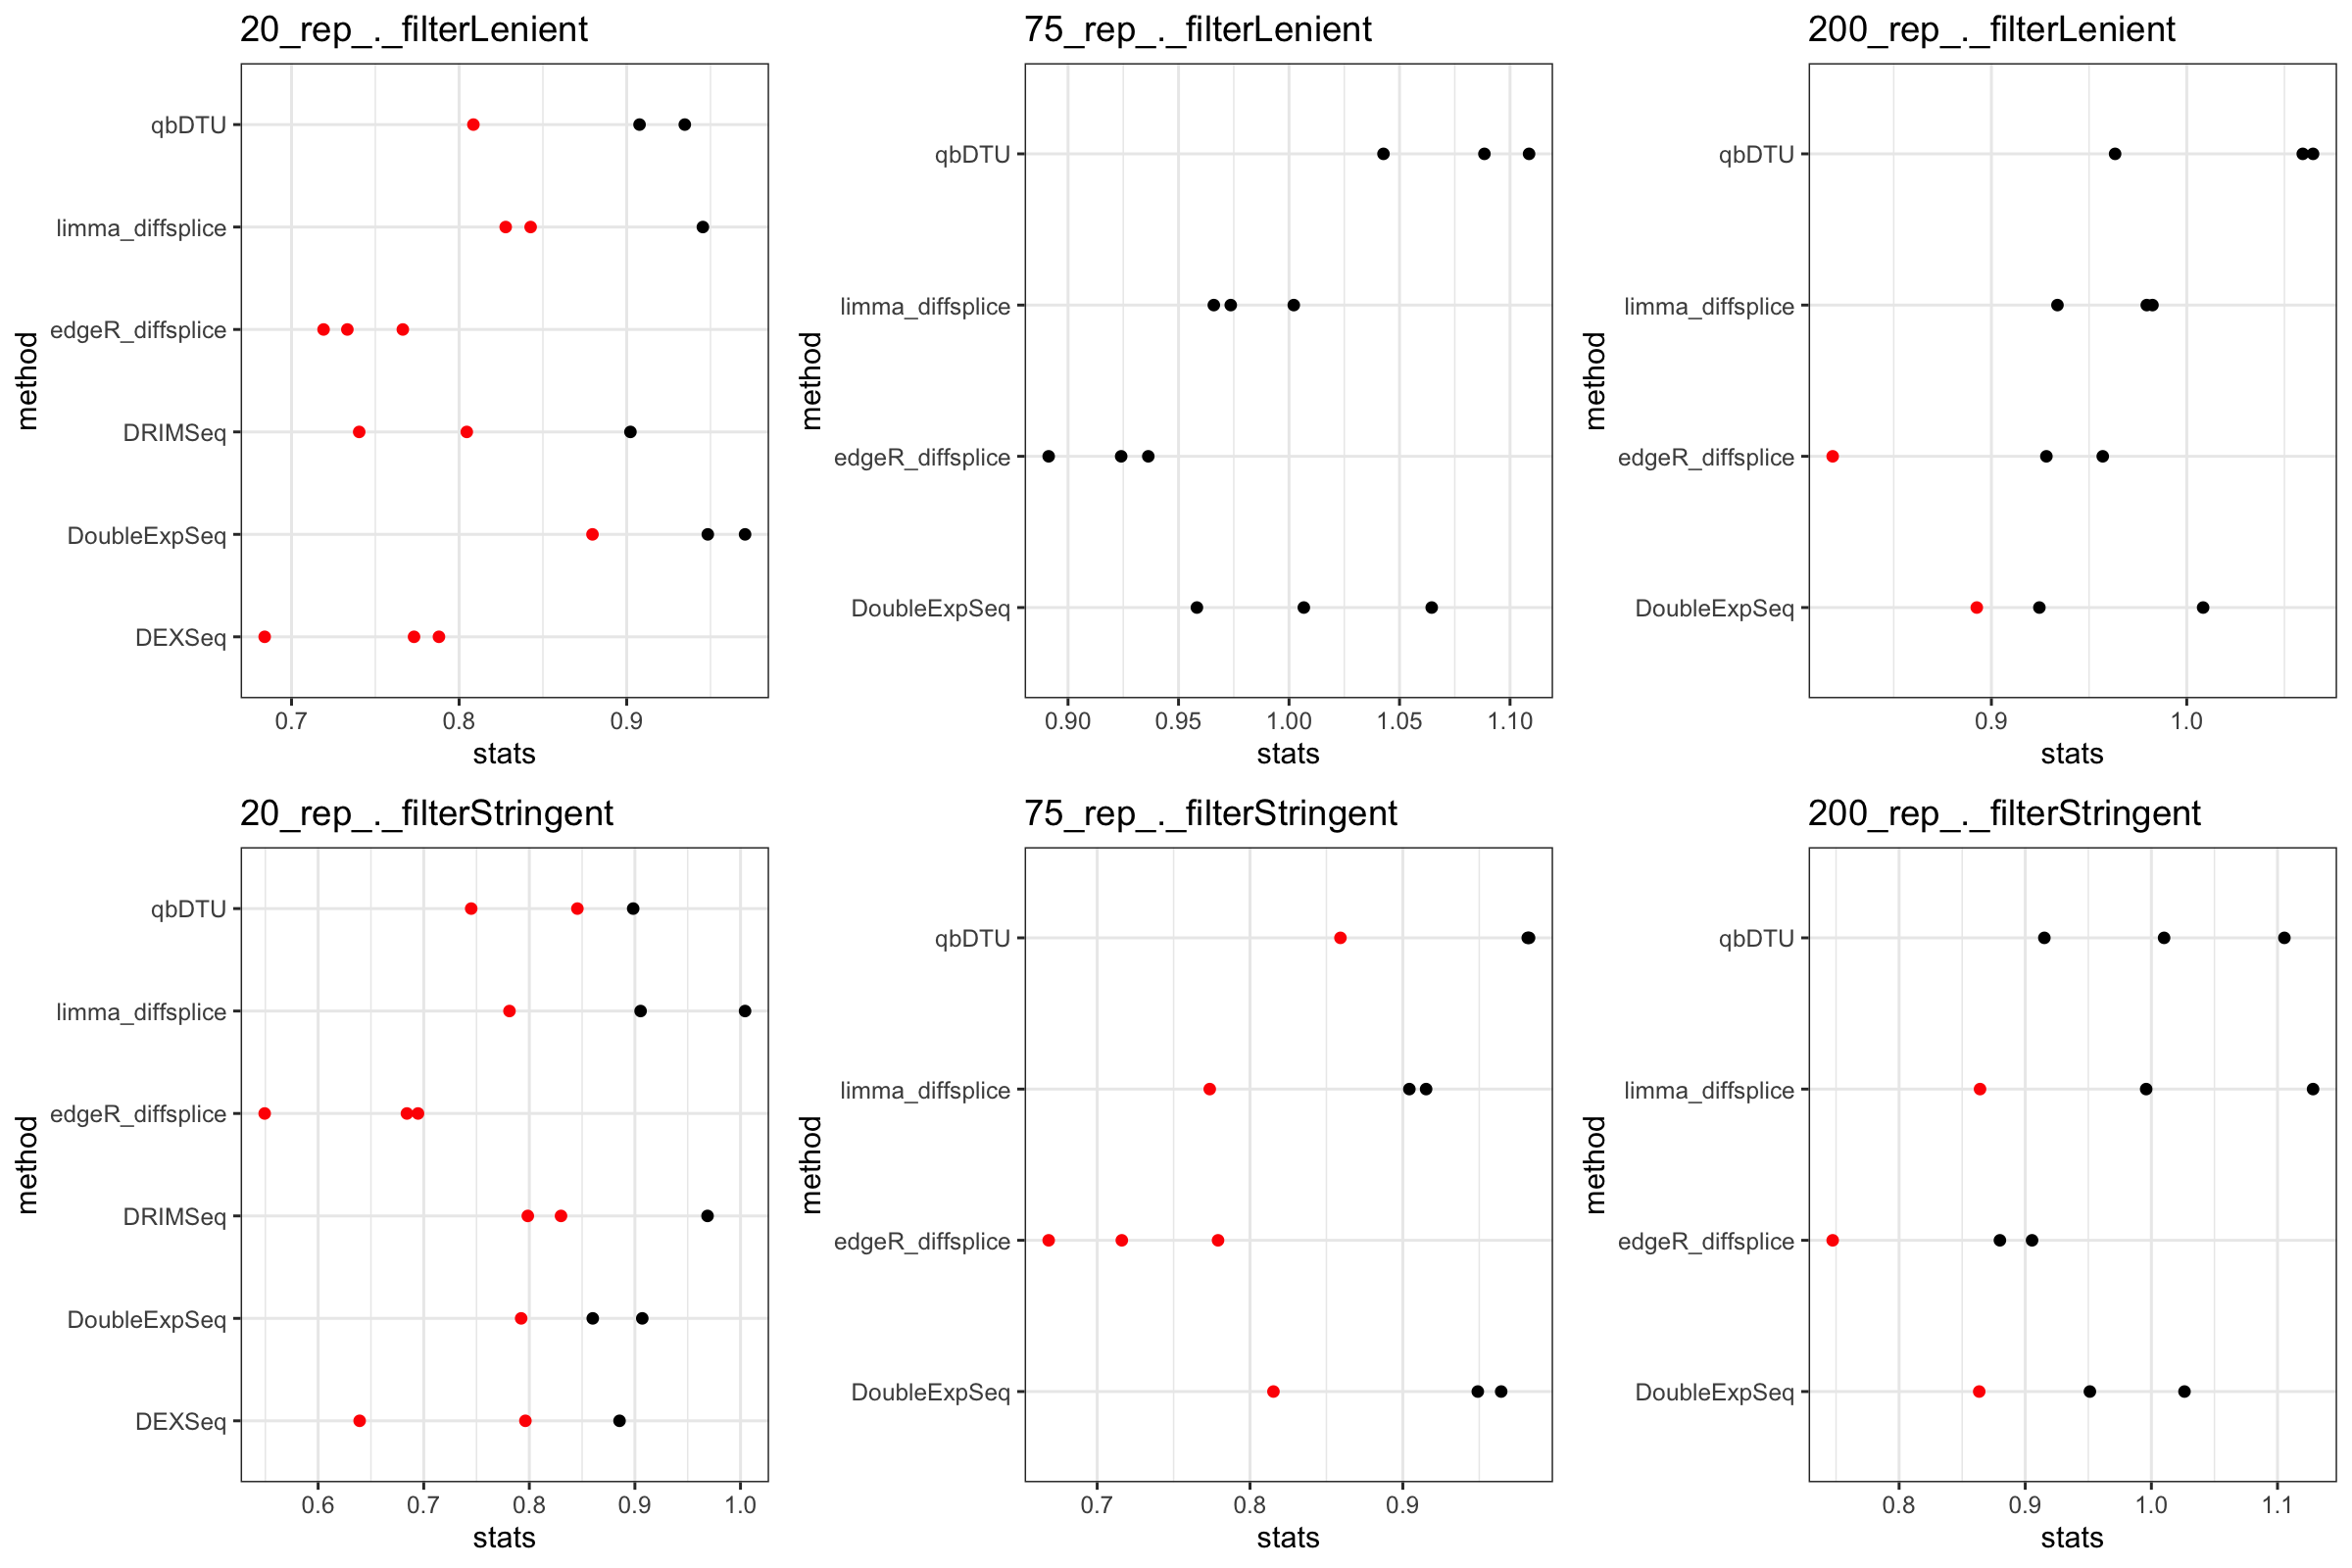 20_rep_._filterLenient
method
qbDTU
limma_diffsplice
edgeR_diffsplice
DRIMSeq
DoubleExpSeq
DEXSeq
0.7 0.8 0.9
stats
75_rep_._filterLenient
method
qbDTU
limma_diffsplice
edgeR_diffsplice
DoubleExpSeq
0.90 0.95 1.00 1.05 1.10
stats
200_rep_._filterLenient
method
qbDTU
limma_diffsplice
edgeR_diffsplice
DoubleExpSeq
0.9 1.0
stats
20_rep_._filterStringent
method
qbDTU
limma_diffsplice
edgeR_diffsplice
DRIMSeq
DoubleExpSeq
DEXSeq
0.6 0.7 0.8 0.9 1.0
stats
75_rep_._filterStringent
method
qbDTU
limma_diffsplice
edgeR_diffsplice
DoubleExpSeq
0.7 0.8 0.9
stats
200_rep_._filterStringent
method
qbDTU
limma_diffsplice
edgeR_diffsplice
DoubleExpSeq
0.8 0.9 1.0 1.1
stats